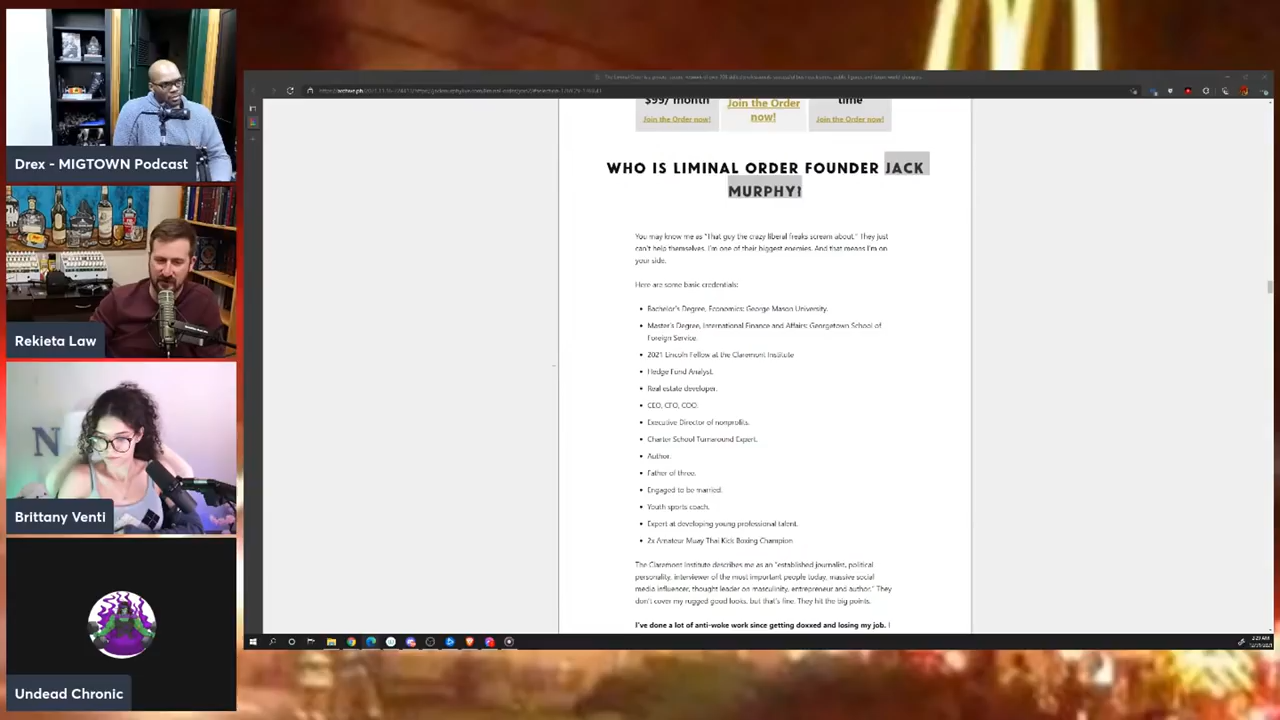 Drex - MIGTOWN Podcast
Rekieta Law
Brittany Venti
Undead Chronic
$99/ month
Join the Order
now!
time
Join the Order now!
Join the Order now!
WHO IS LIMINAL ORDER FOUNDER JACK
MURPHY?
You may know me as "That guy the crazy liberal freaks scream about." They just
can't help themselves. I'm one of their biggest enemies. And that means I'm on
your side.
Here are some basic credentials:
• Bachelor's Degree, Economics: George Mason University.
• Master's Degree, International Finance and Affairs: Georgetown School of
Foreign Service.
• 2021 Lincoln Fellow at the Claremont Institute
• Hedge Fund Analyst.
• Real estate developer.
• CEO, CFO, COO.
• Executive Director of nonprofits.
• Charter School Turnaround Expert.
• Author.
• Father of three.
• Engaged to be married.
• Youth sports coach.
• Expert at developing young professional talent.
• 2x Amateur Muay Thai Kick Boxing Champion
The Claremont Institute describes me as an "established journalist, political
personality, interviewer of the most important people today, massive social
media influencer, thought leader on masculinity, entrepreneur and author." They
don't cover my rugged good looks, but that's fine. They hit the big points.
I've done a lot of anti-woke work since getting doxxed and losing my job. I